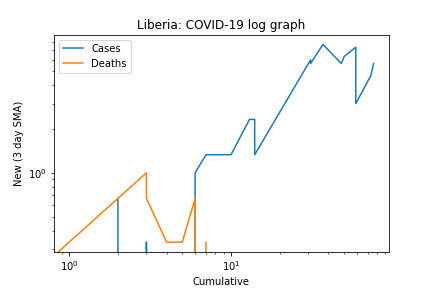 Liberia: COVID-19 log graph
Cases
Deaths
New (3 day SMA)
10⁰
10⁰
10¹
Cumulative